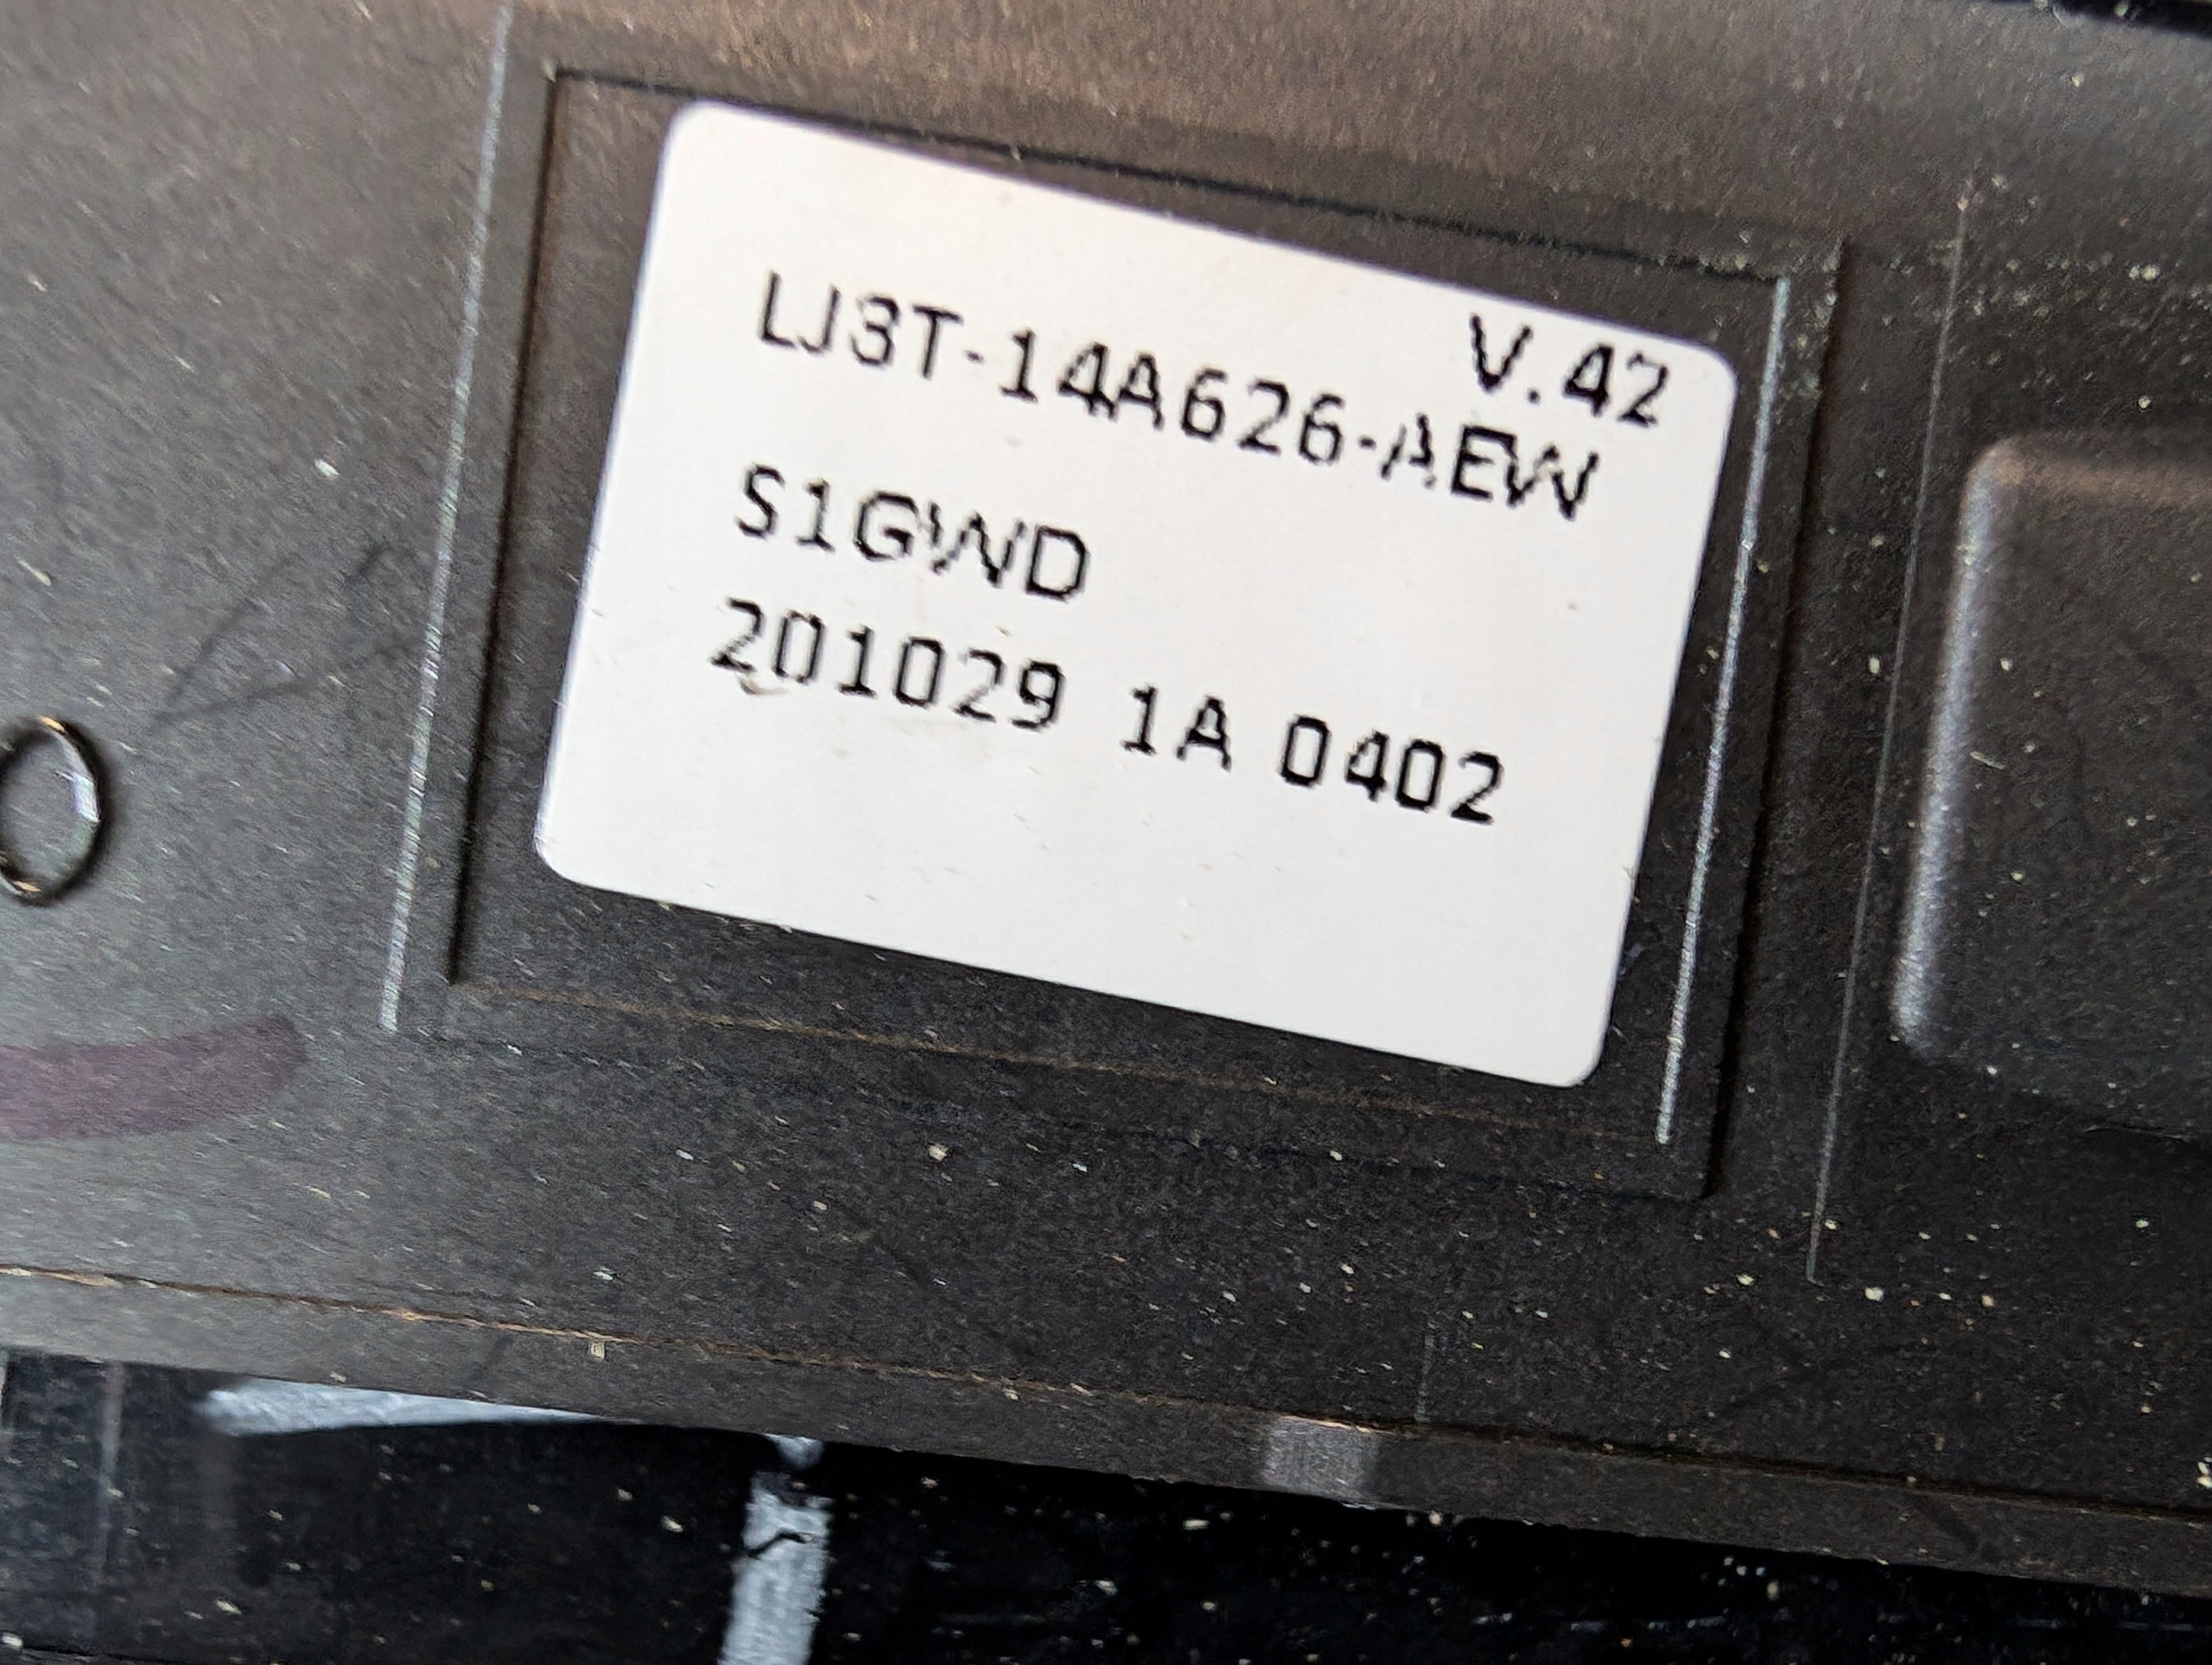 V.42
LJ3T-14A626-AEW
S1GWD
201029 1A 0402